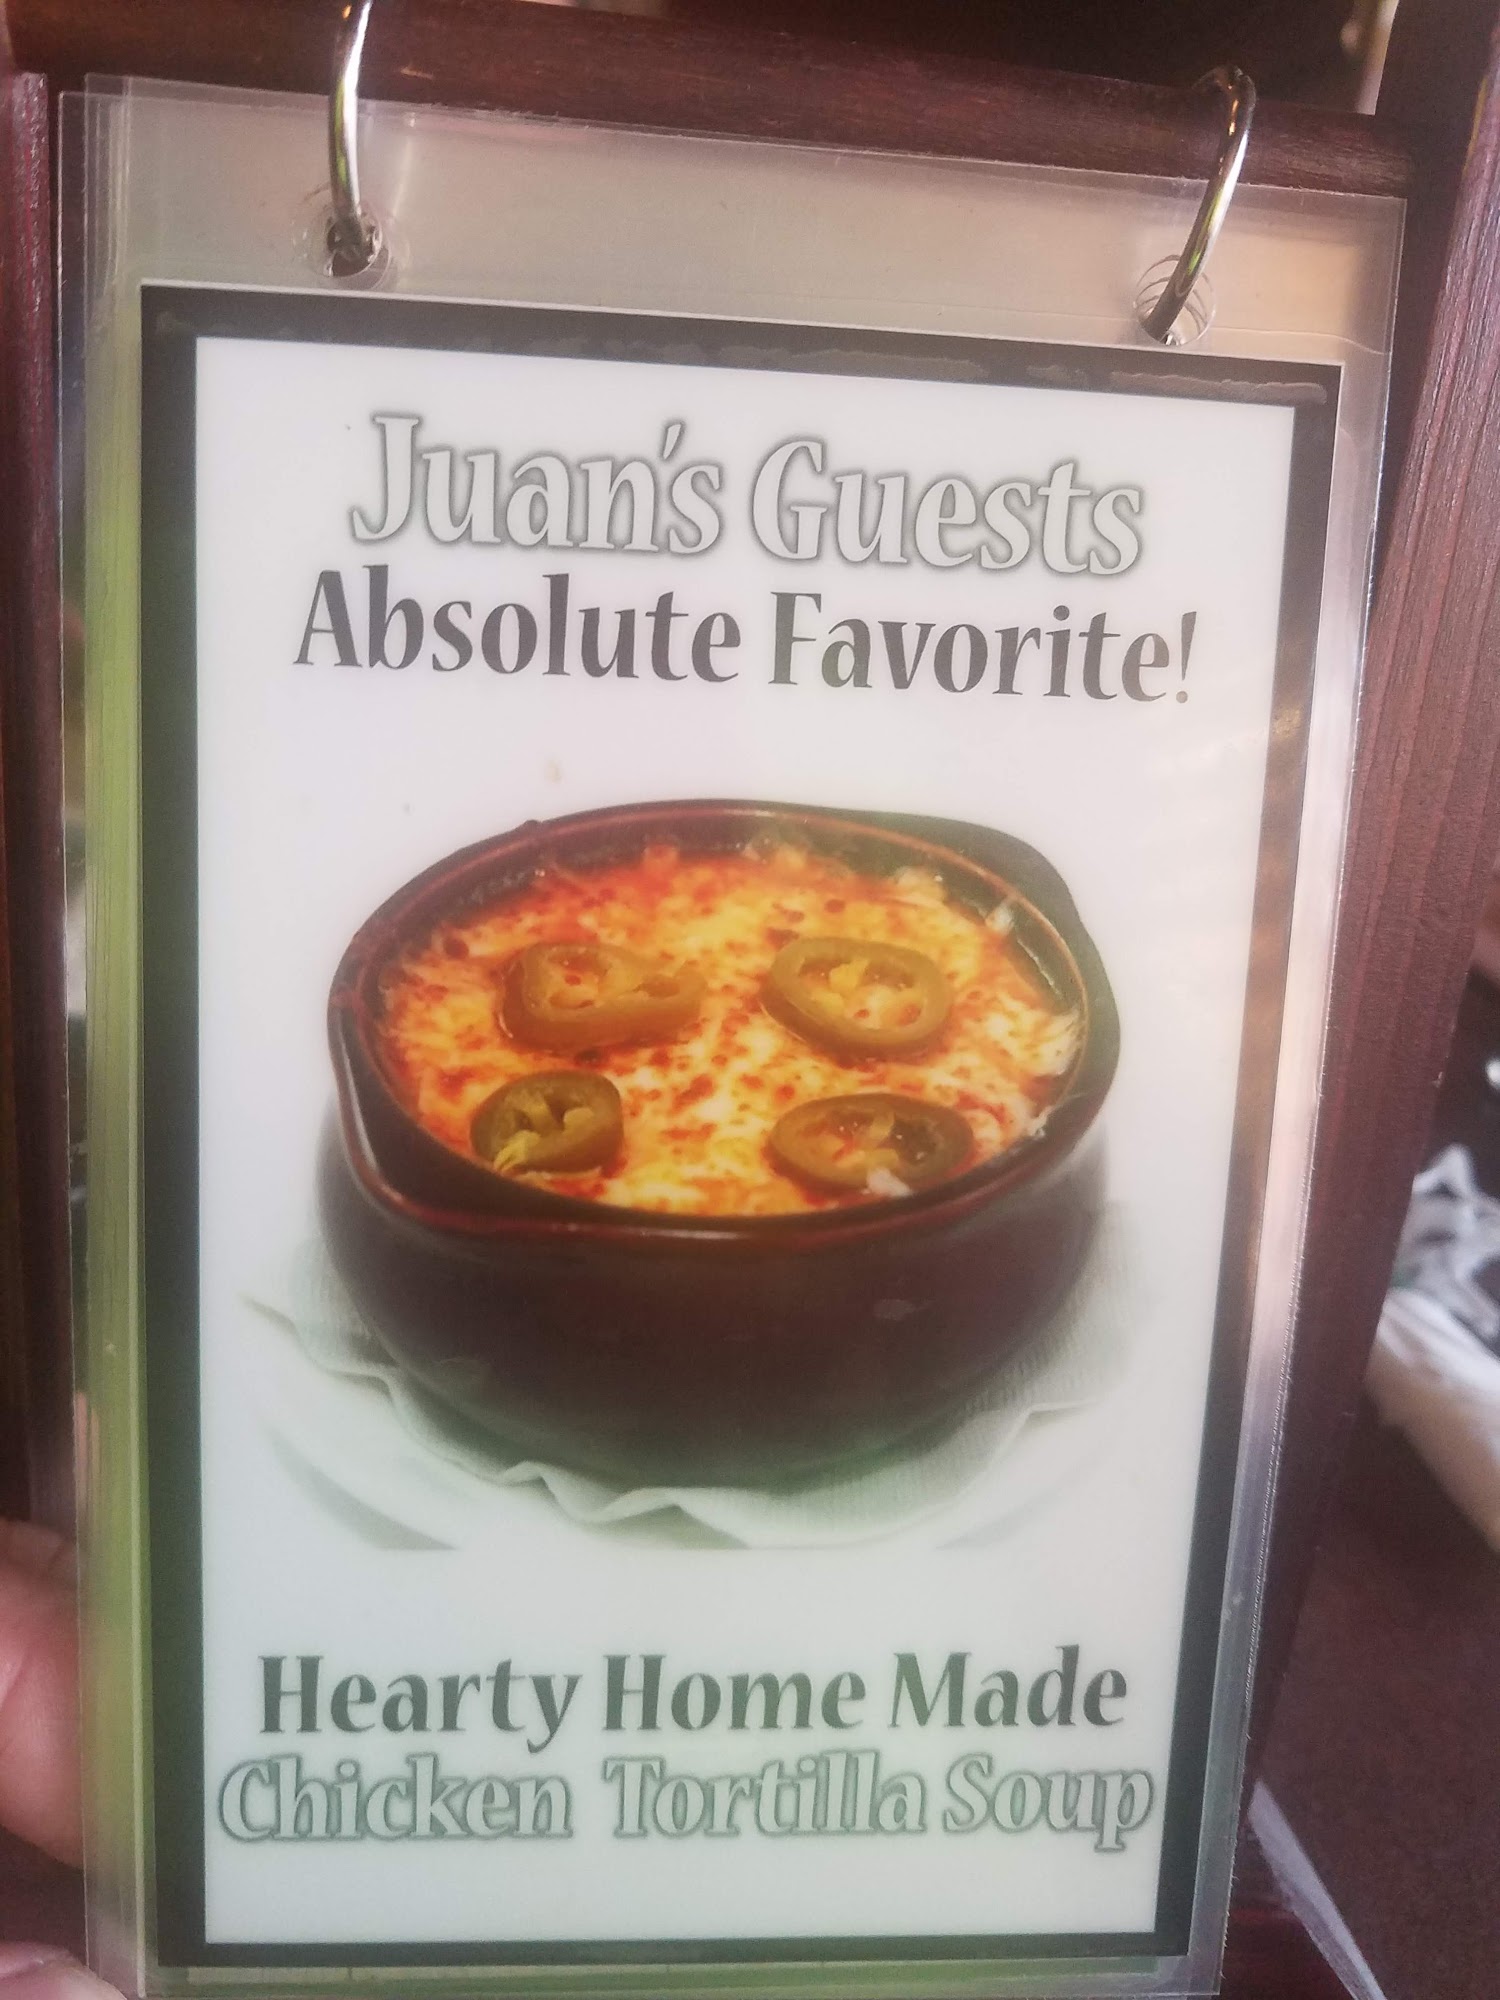 Juan's Guests
Absolute Favorite!
Hearty Home Made
Chicken Tortilla Soup